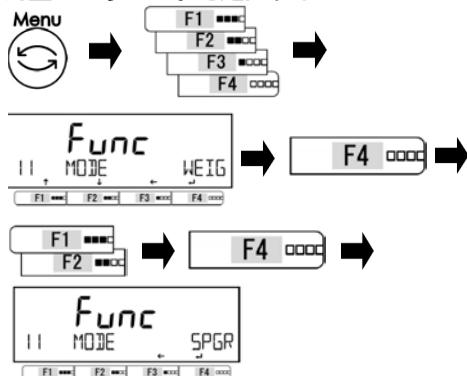 Menu
F1
F2
F3
F4
Func
11 MODE WEIG
F1 F2 F3 F4
F4
F1
F2
F4
Func
11 MODE SPGR
F1 F2 F3 F4